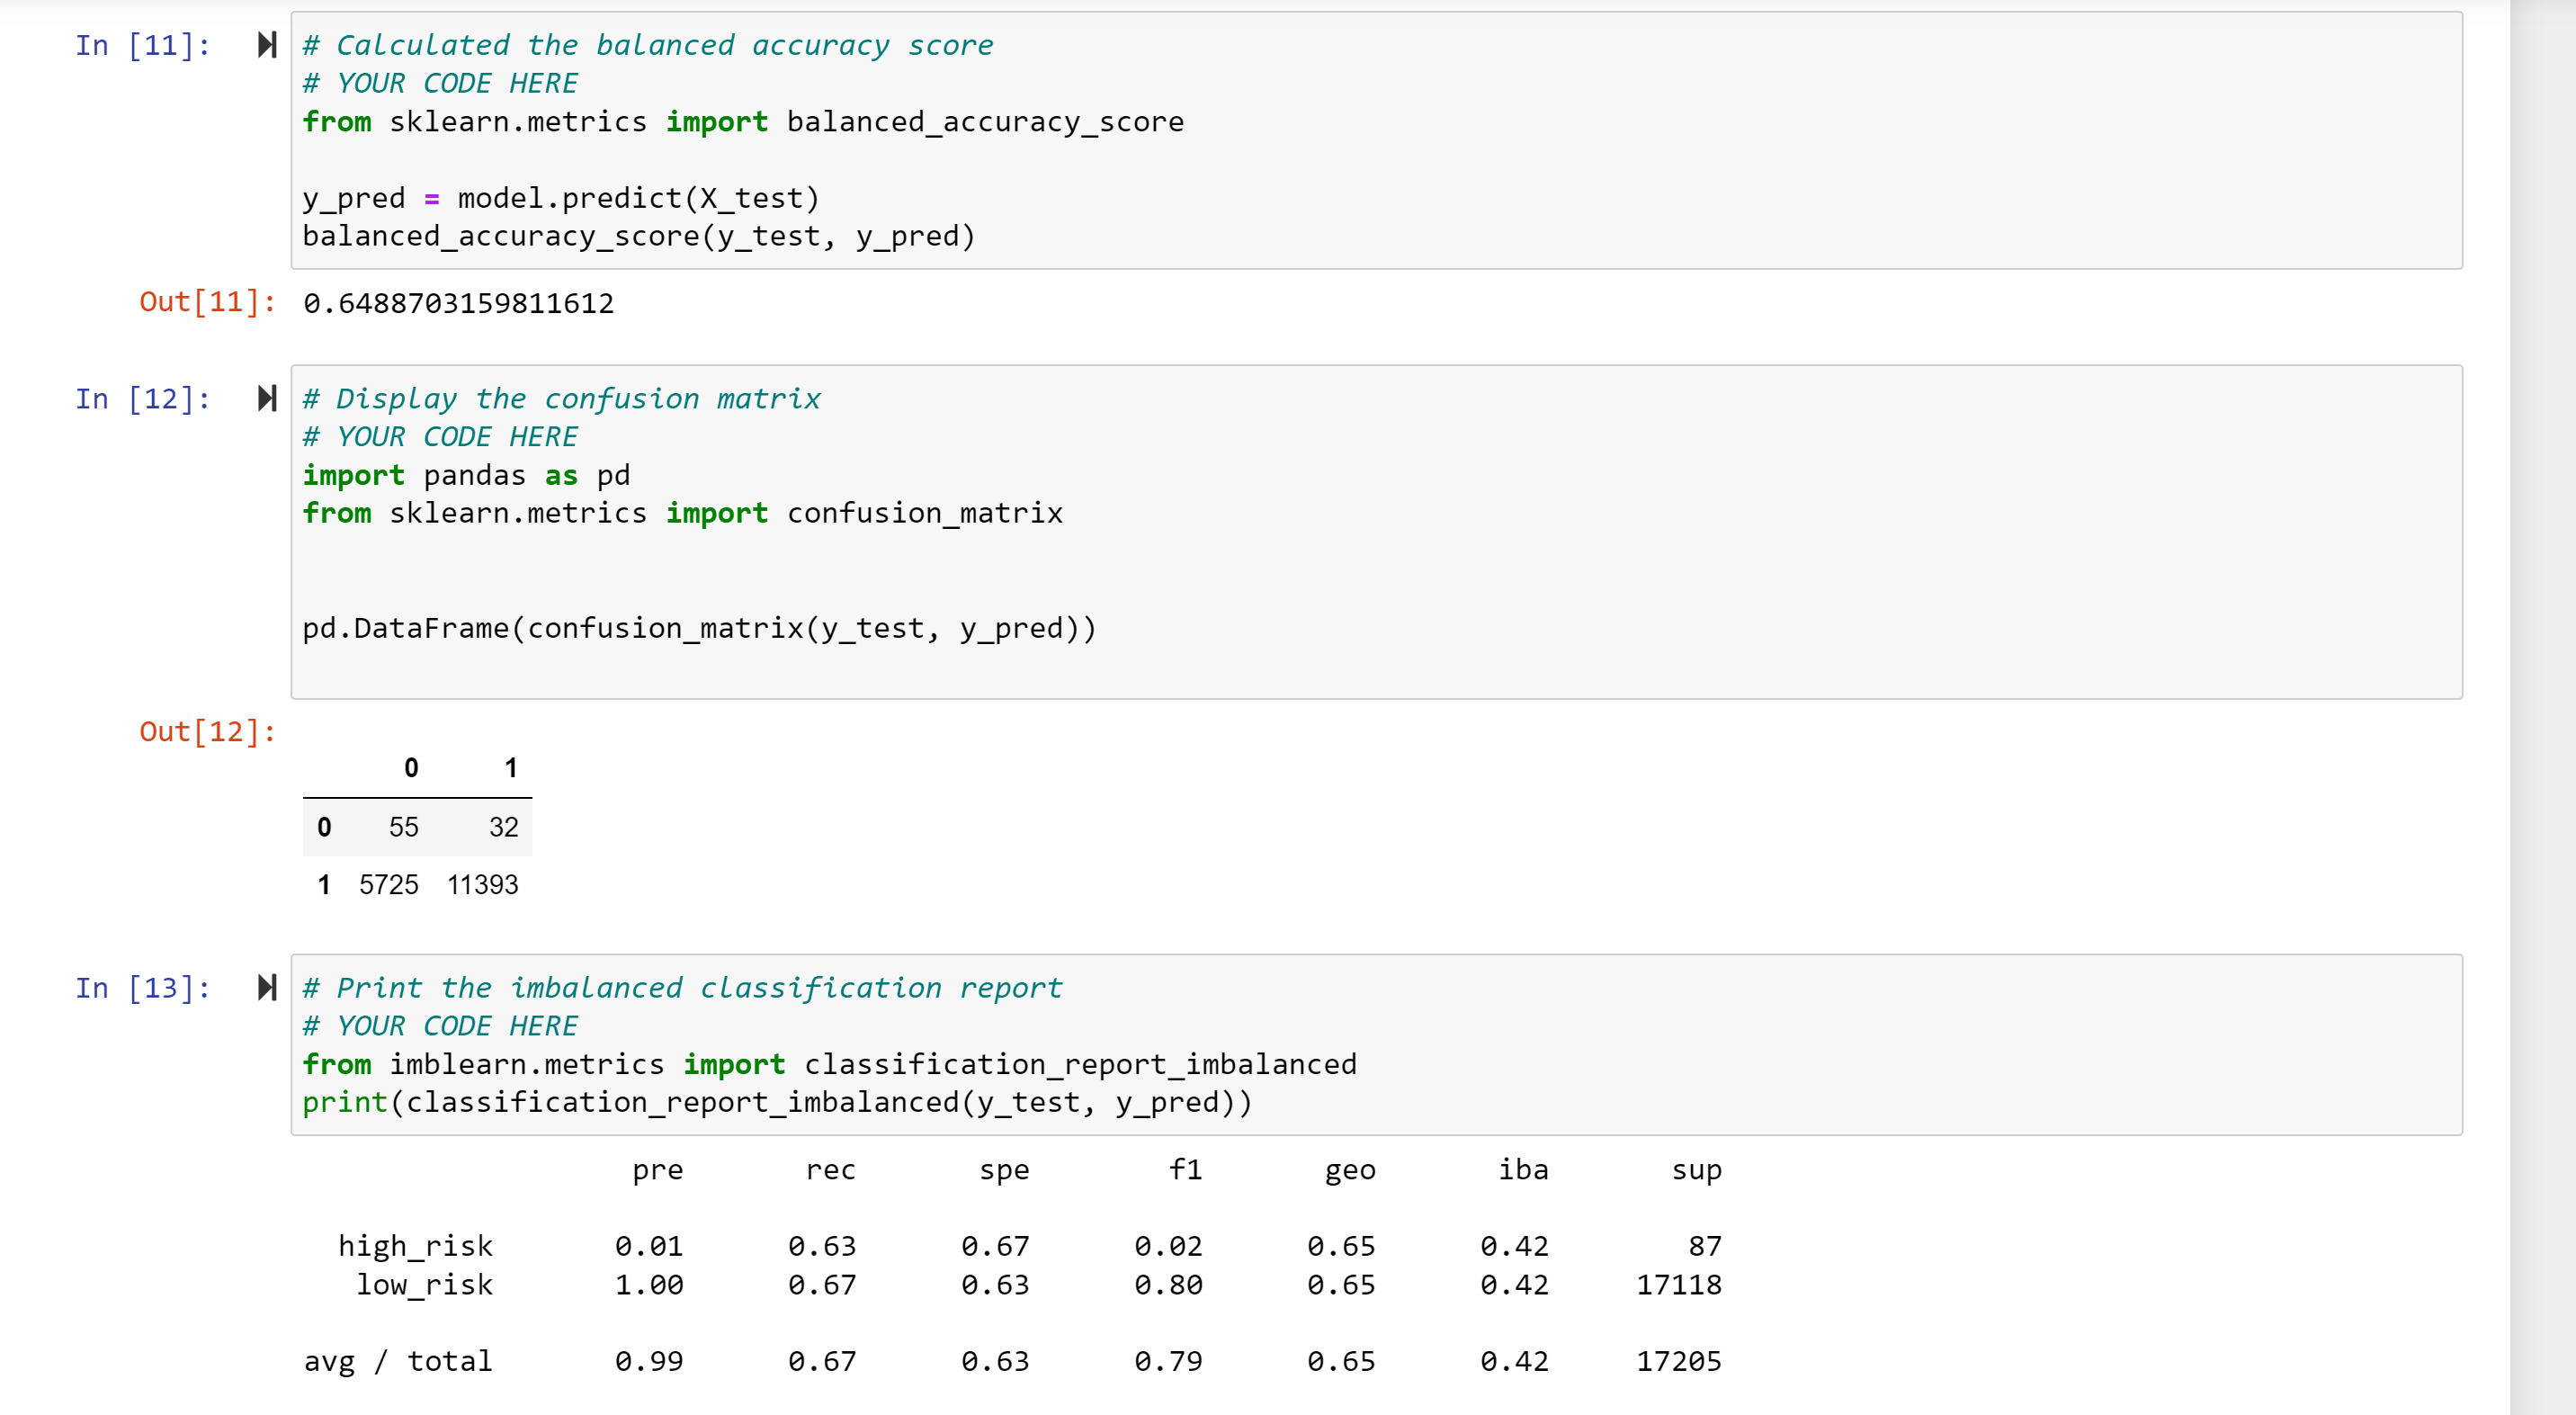 In [11]:
# Calculated the balanced accuracy score
# YOUR CODE HERE
from sklearn.metrics import balanced_accuracy_score
y_pred = model.predict(X_test)
balanced_accuracy_score(y_test, y_pred)
Out[11]: 0.6488703159811612
In [12]:
# Display the confusion matrix
# YOUR CODE HERE
import pandas as pd
from sklearn.metrics import confusion_matrix
pd.DataFrame(confusion_matrix(y_test, y_pred))
Out[12]:
0 1
0 55 32
1 5725 11393
In [13]:
# Print the imbalanced classification report
# YOUR CODE HERE
from imblearn.metrics import classification_report_imbalanced
print(classification_report_imbalanced(y_test, y_pred))
pre rec spe f1 geo iba sup
high_risk 0.01 0.63 0.67 0.02 0.65 0.42 87
low_risk 1.00 0.67 0.63 0.80 0.65 0.42 17118
avg / total 0.99 0.67 0.63 0.79 0.65 0.42 17205